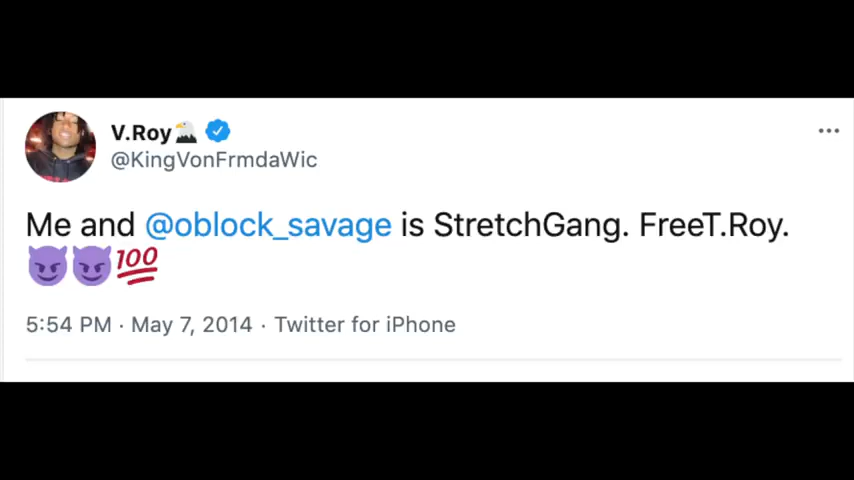 V.Roy🦅
@KingVonFrmdaWic
Me and @oblock_savage is StretchGang. FreeT.Roy.
😈😈💯
5:54 PM · May 7, 2014 · Twitter for iPhone